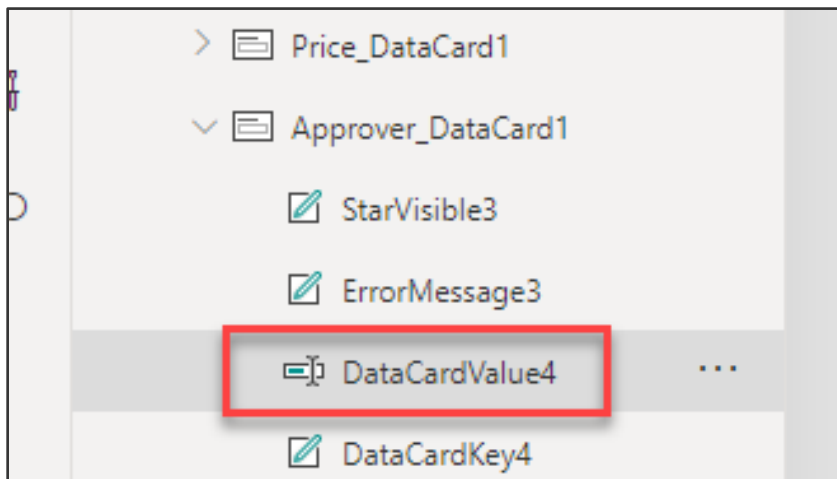 Price_DataCard1
Approver_DataCard1
StarVisible3
ErrorMessage3
DataCardValue4
DataCardKey4